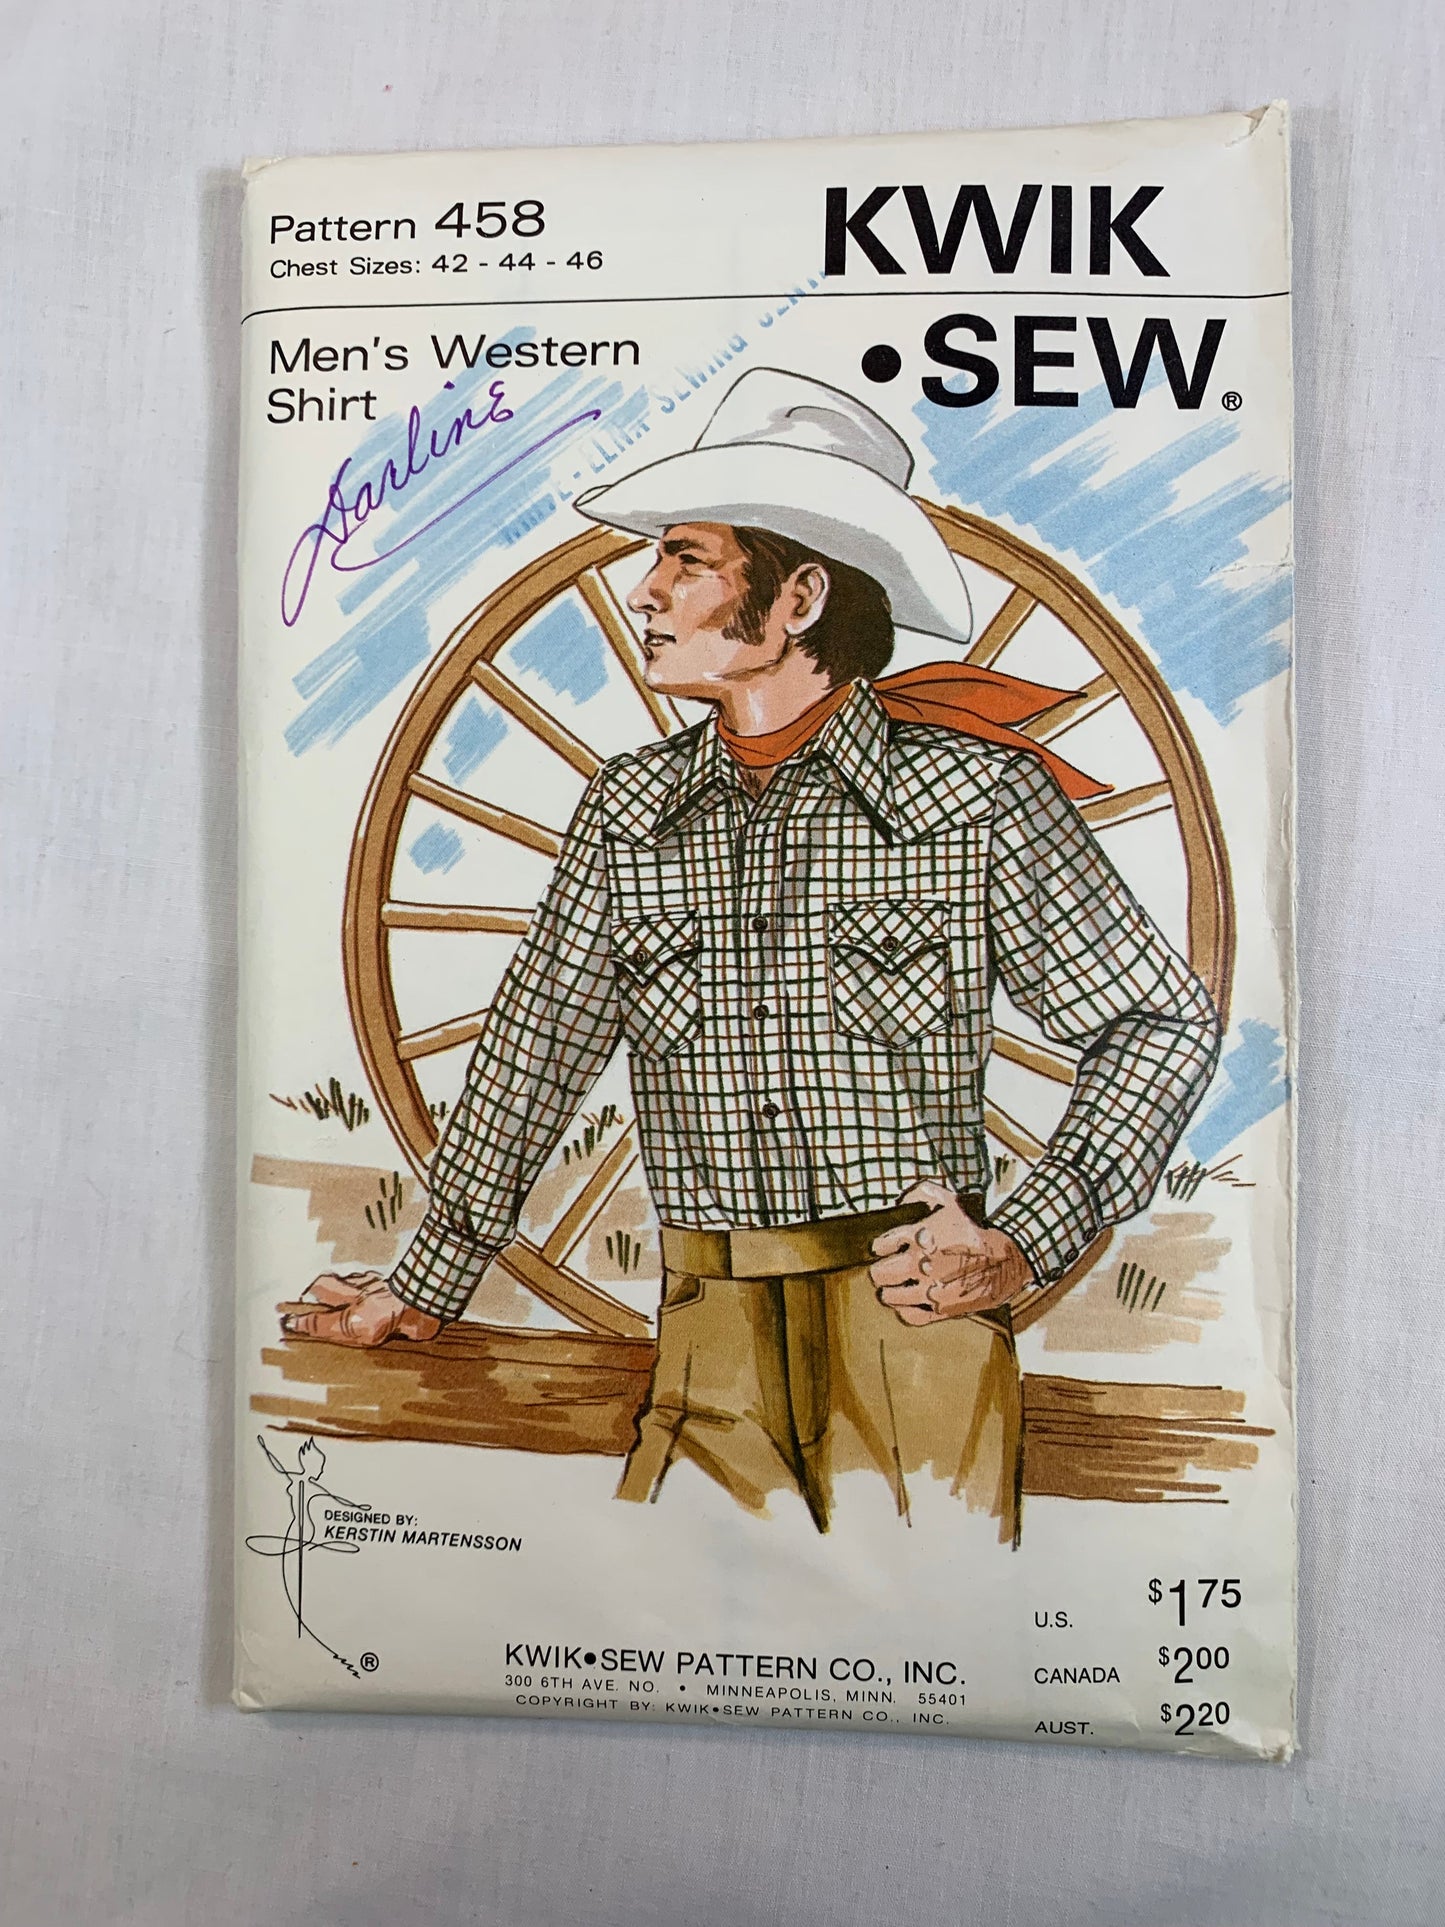 Pattern 458
Chest Sizes: 42 - 44 - 46
KWIK
•SEW®
Men's Western
Shirt
Darline
ELNA SEWING
DESIGNED BY:
KERSTIN MARTENSSON
®
KWIK•SEW PATTERN CO., INC.
300 6TH AVE. NO. • MINNEAPOLIS, MINN. 55401
COPYRIGHT BY: KWIK•SEW PATTERN CO., INC.
U.S. $1 75
CANADA $2 00
AUST. $2 20